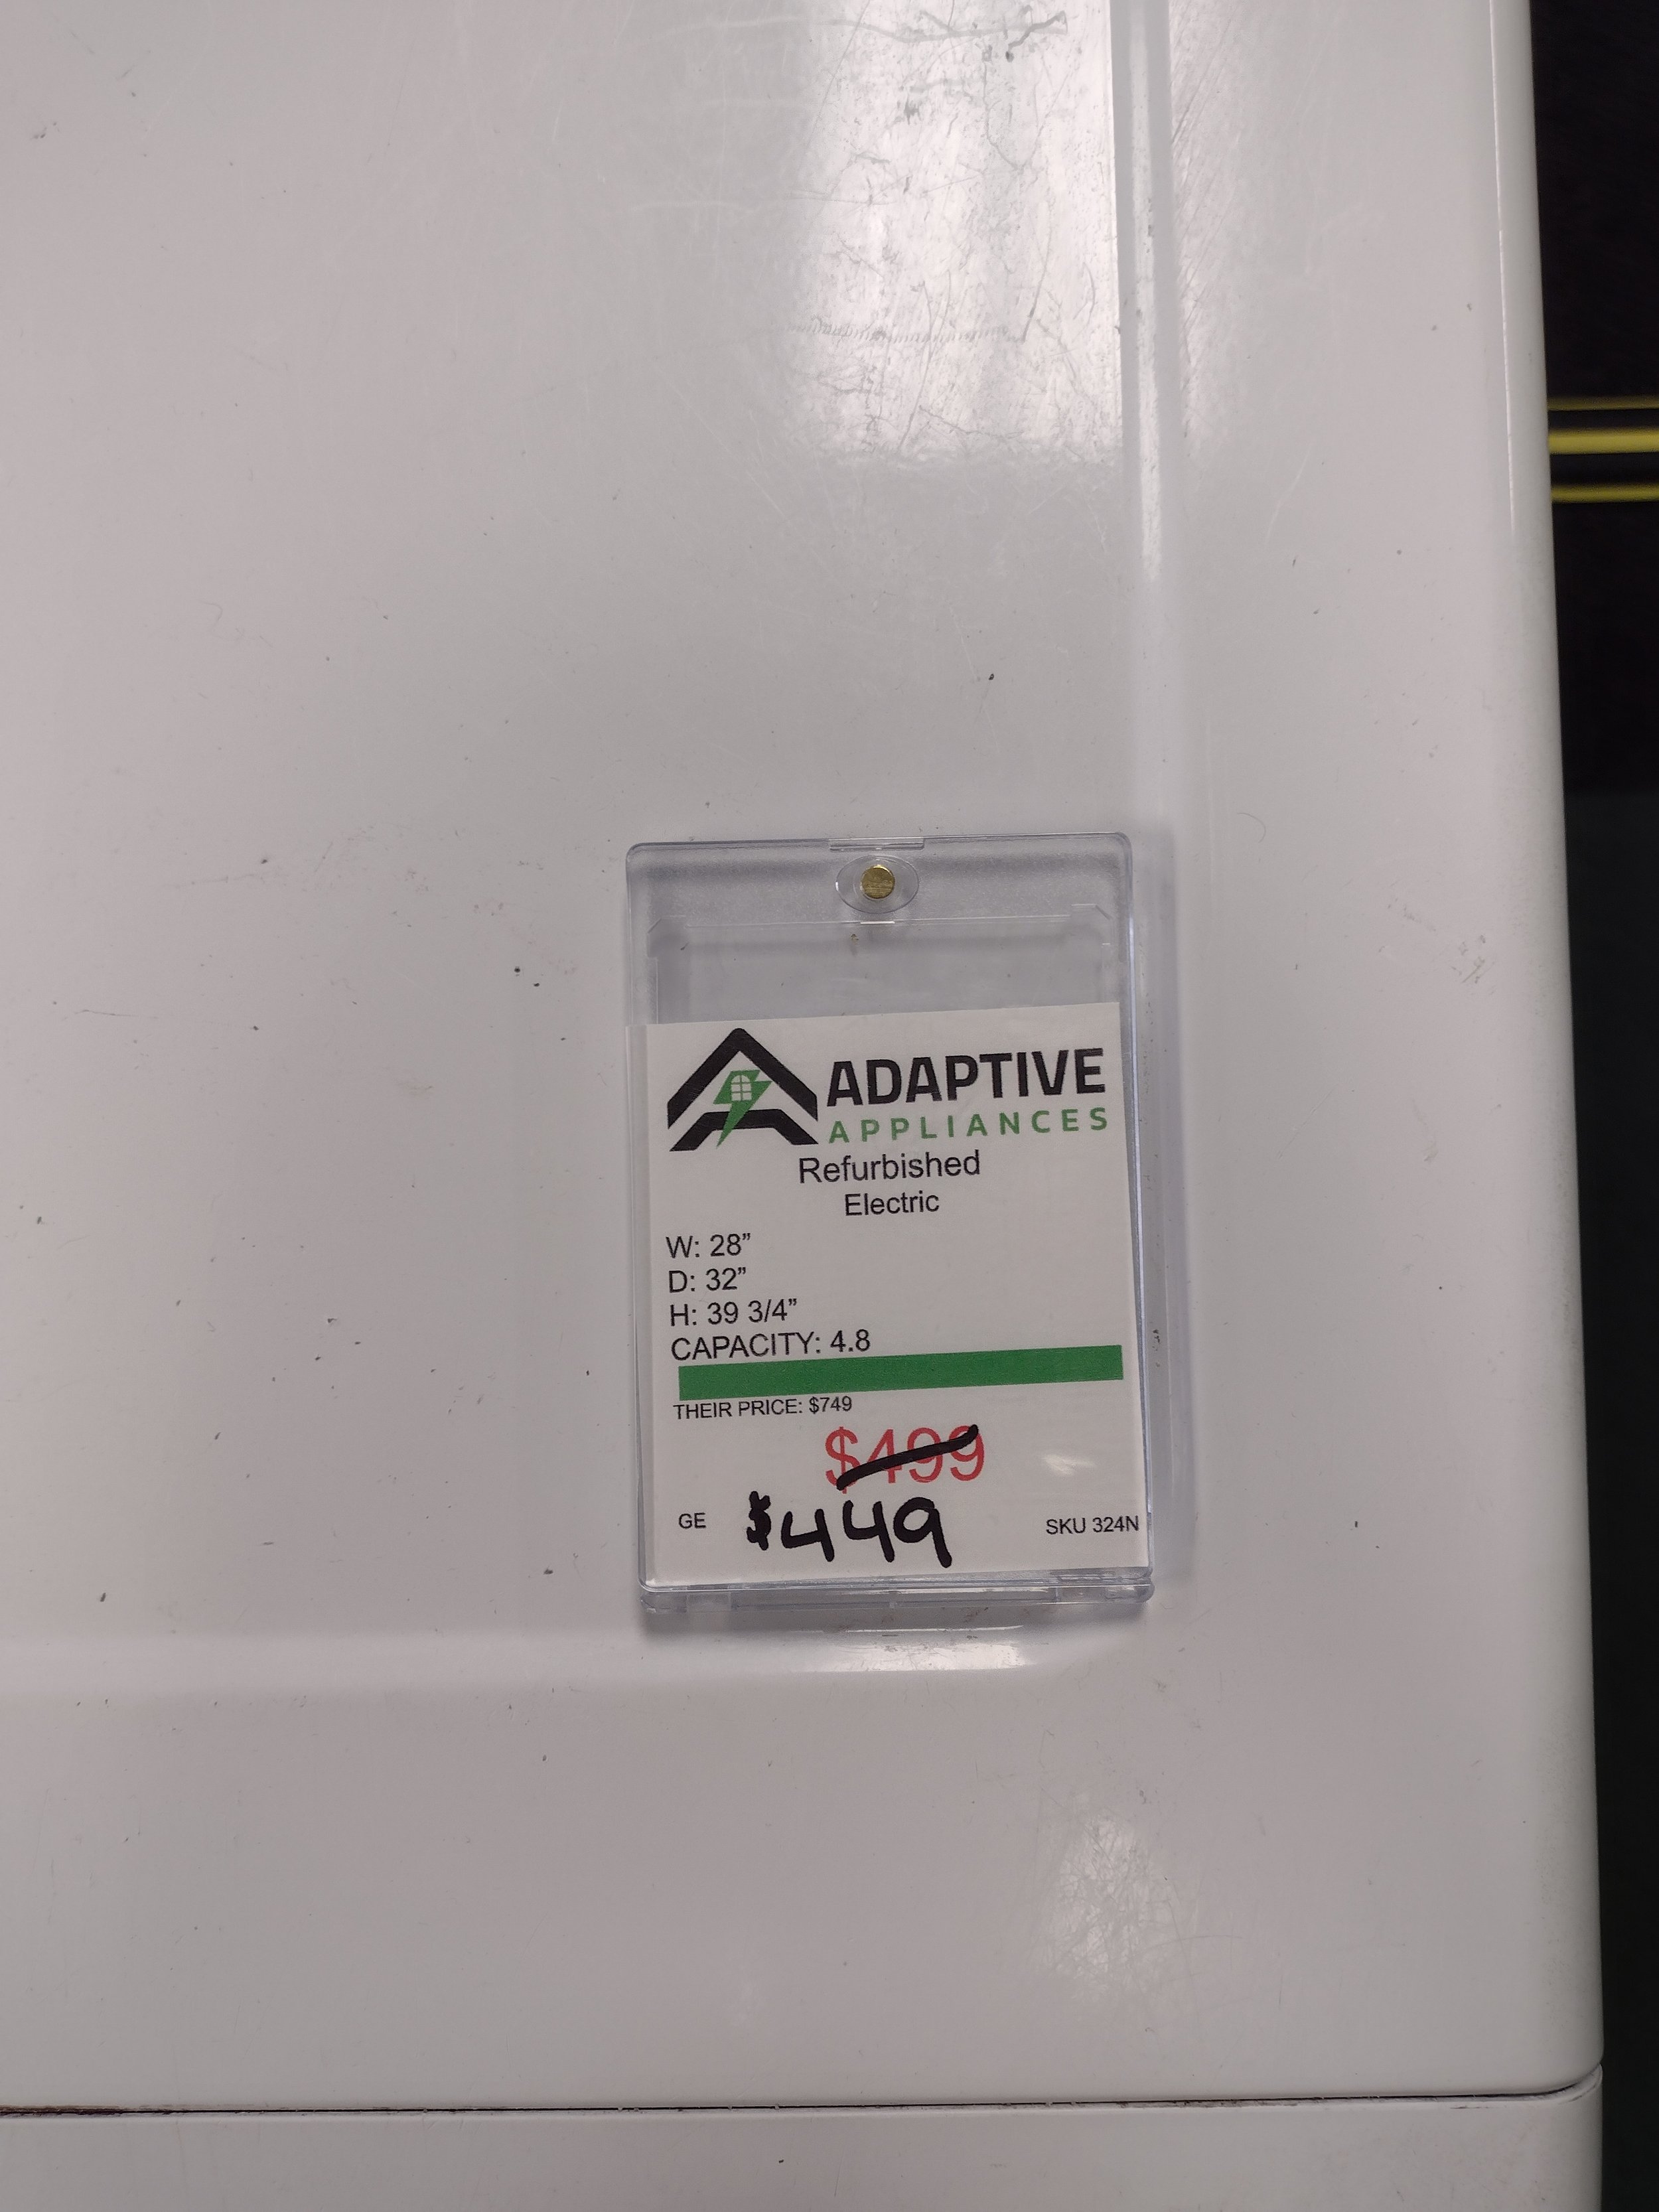 ADAPTIVE
APPLIANCES
Refurbished
Electric
W: 28”
D: 32”
H: 39 3/4”
CAPACITY: 4.8
THEIR PRICE: $749
$499
GE $449 SKU 324N